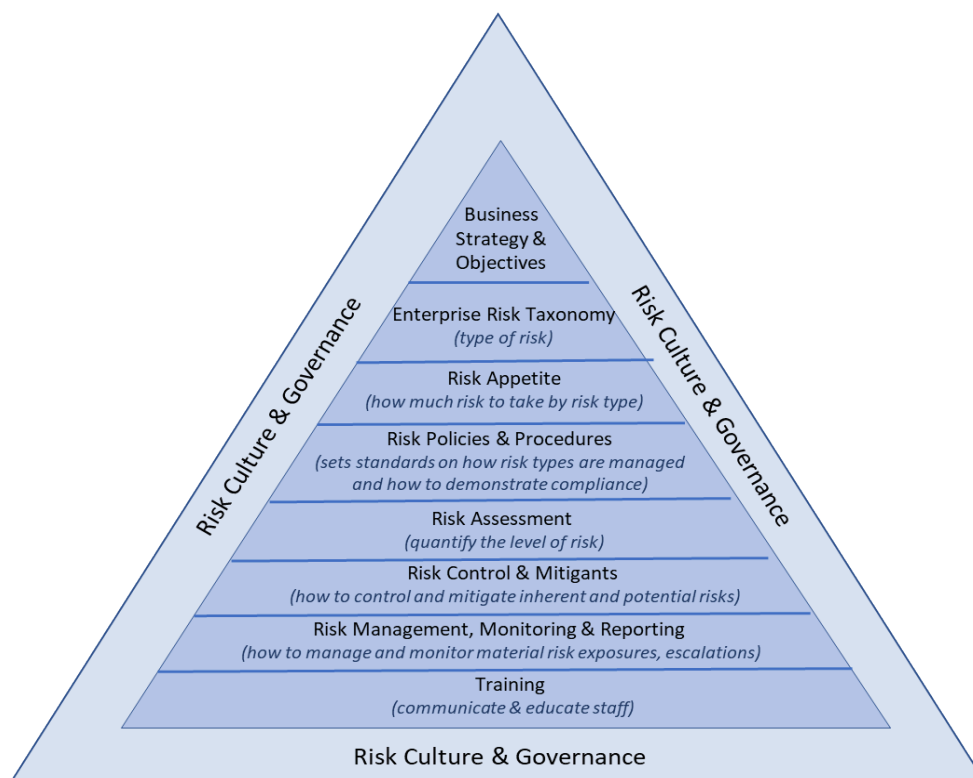 Business
Strategy &
Objectives
Enterprise Risk Taxonomy
(type of risk)
Risk Appetite
(how much risk to take by risk type)
Risk Policies & Procedures
(sets standards on how risk types are managed
and how to demonstrate compliance)
Risk Assessment
(quantify the level of risk)
Risk Control & Mitigants
(how to control and mitigate inherent and potential risks)
Risk Management, Monitoring & Reporting
(how to manage and monitor material risk exposures, escalations)
Training
(communicate & educate staff)
Risk Culture & Governance
Risk Culture & Governance
Risk Culture & Governance